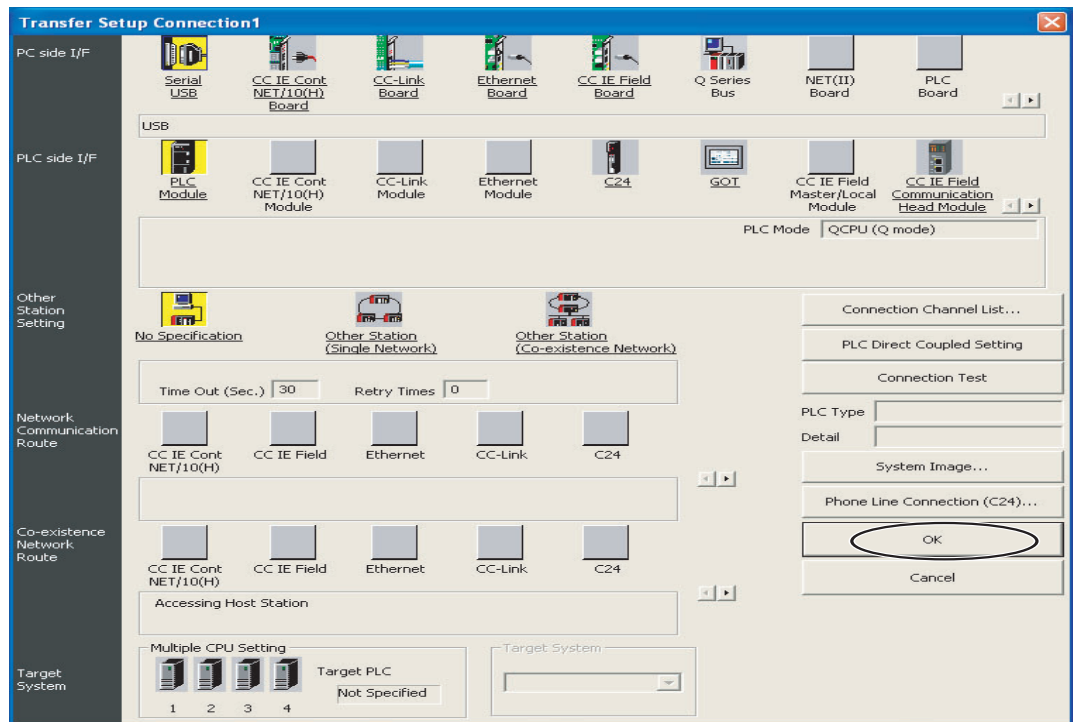 Transfer Setup Connection1
PC side I/F
Serial
USB
CC IE Cont
NET/10(H)
Board
CC-Link
Board
Ethernet
Board
CC IE Field
Board
Q Series
Bus
NET(II)
Board
PLC
Board
USB
PLC side I/F
PLC
Module
CC IE Cont
NET/10(H)
Module
CC-Link
Module
Ethernet
Module
C24
GOT
CC IE Field
Master/Local
Module
CC IE Field
Communication
Head Module
PLC Mode QCPU (Q mode)
Other
Station
Setting
No Specification
Other Station
(Single Network)
Other Station
(Co-existence Network)
Connection Channel List...
PLC Direct Coupled Setting
Time Out (Sec.) 30 Retry Times 0
Connection Test
PLC Type
Detail
Network
Communication
Route
CC IE Cont
NET/10(H)
CC IE Field
Ethernet
CC-Link
C24
System Image...
Phone Line Connection (C24)...
Co-existence
Network
Route
CC IE Cont
NET/10(H)
CC IE Field
Ethernet
CC-Link
C24
OK
Cancel
Accessing Host Station
Target
System
Multiple CPU Setting
1 2 3 4
Target PLC
Not Specified
Target System